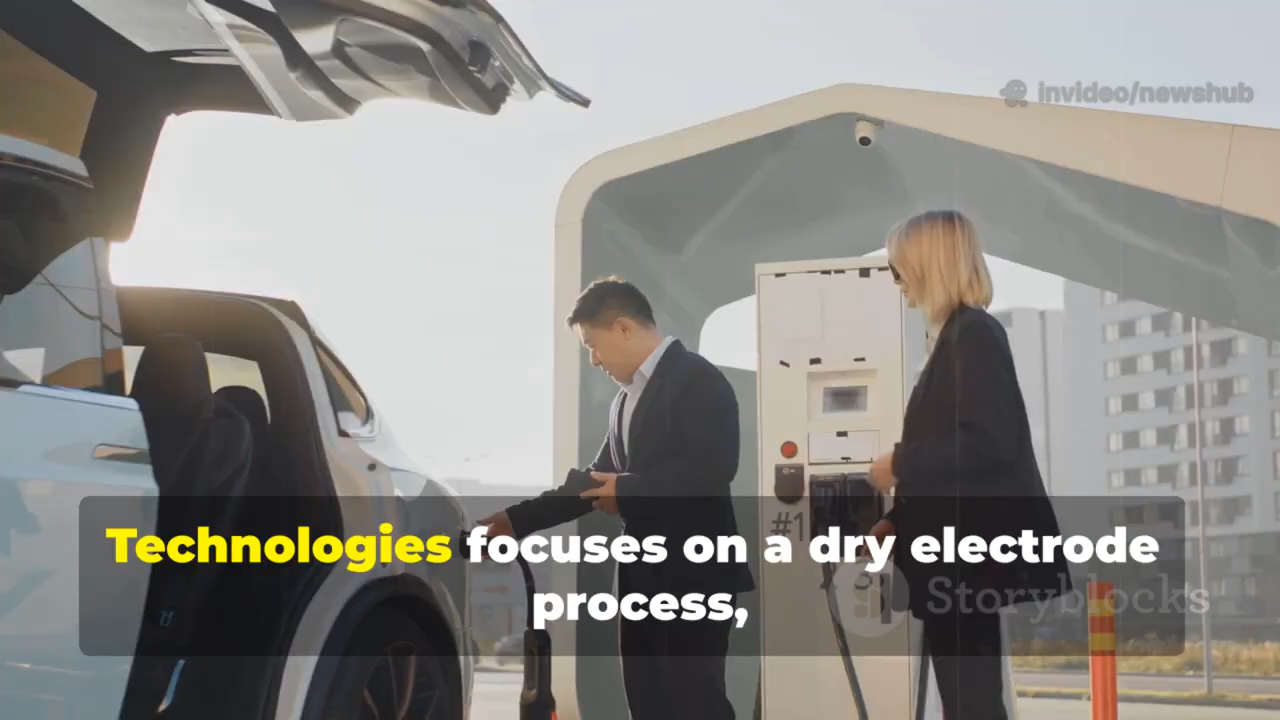 invideo/newshub
#1
Technologies focuses on a dry electrode
process,
Storyblocks